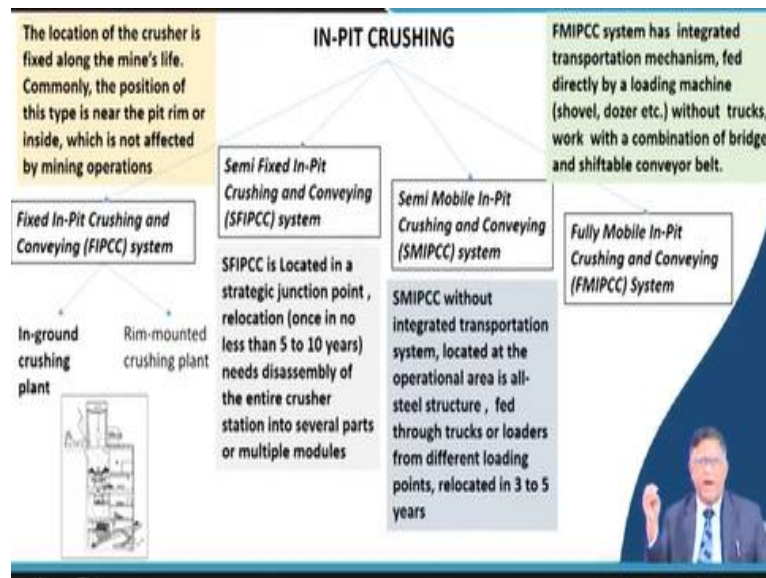 IN-PIT CRUSHING
The location of the crusher is
fixed along the mine's life.
Commonly, the position of
this type is near the pit rim or
inside, which is not affected
by mining operations
FMIPCC system has integrated
transportation mechanism, fed
directly by a loading machine
(shovel, dozer etc.) without trucks,
work with a combination of bridge
and shiftable conveyor belt.
Fixed In-Pit Crushing and
Conveying (FIPCC) system
Semi Fixed In-Pit
Crushing and Conveying
(SFIPCC) system
Semi Mobile In-Pit
Crushing and Conveying
(SMIPCC) system
Fully Mobile In-Pit
Crushing and Conveying
(FMIPCC) System
In-ground
crushing
plant
Rim-mounted
crushing plant
SFIPCC is Located in a
strategic junction point ,
relocation (once in no
less than 5 to 10 years)
needs disassembly of
the entire crusher
station into several parts
or multiple modules
SMIPCC without
integrated transportation
system, located at the
operational area is all-
steel structure , fed
through trucks or loaders
from different loading
points, relocated in 3 to 5
years